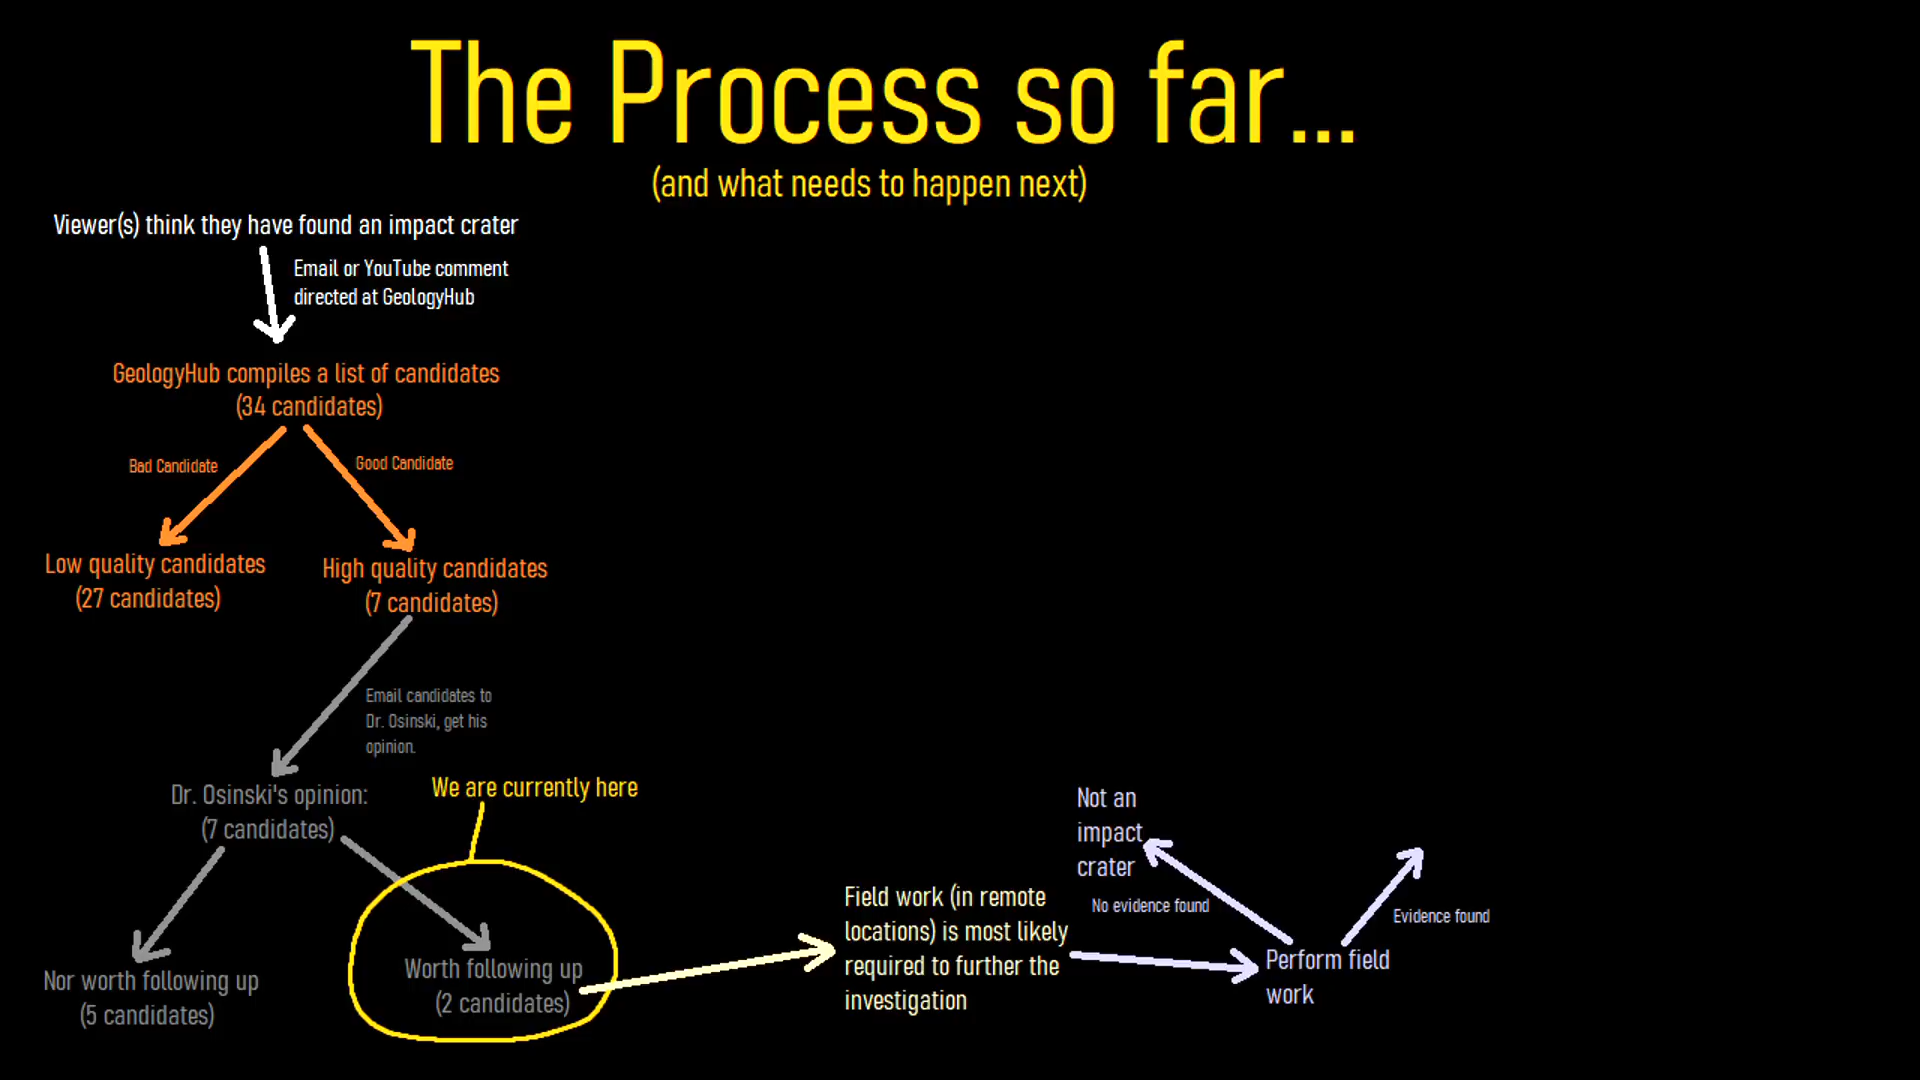 The Process so far...
(and what needs to happen next)
Viewer(s) think they have found an impact crater
Email or YouTube comment
directed at GeologyHub
GeologyHub compiles a list of candidates
(34 candidates)
Bad Candidate
Good Candidate
Low quality candidates
(27 candidates)
High quality candidates
(7 candidates)
Email candidates to
Dr. Osinski, get his
opinion.
Dr. Osinski's opinion:
(7 candidates)
We are currently here
Nor worth following up
(5 candidates)
Worth following up
(2 candidates)
Field work (in remote
locations) is most likely
required to further the
investigation
Not an
impact
crater
No evidence found
Evidence found
Perform field
work